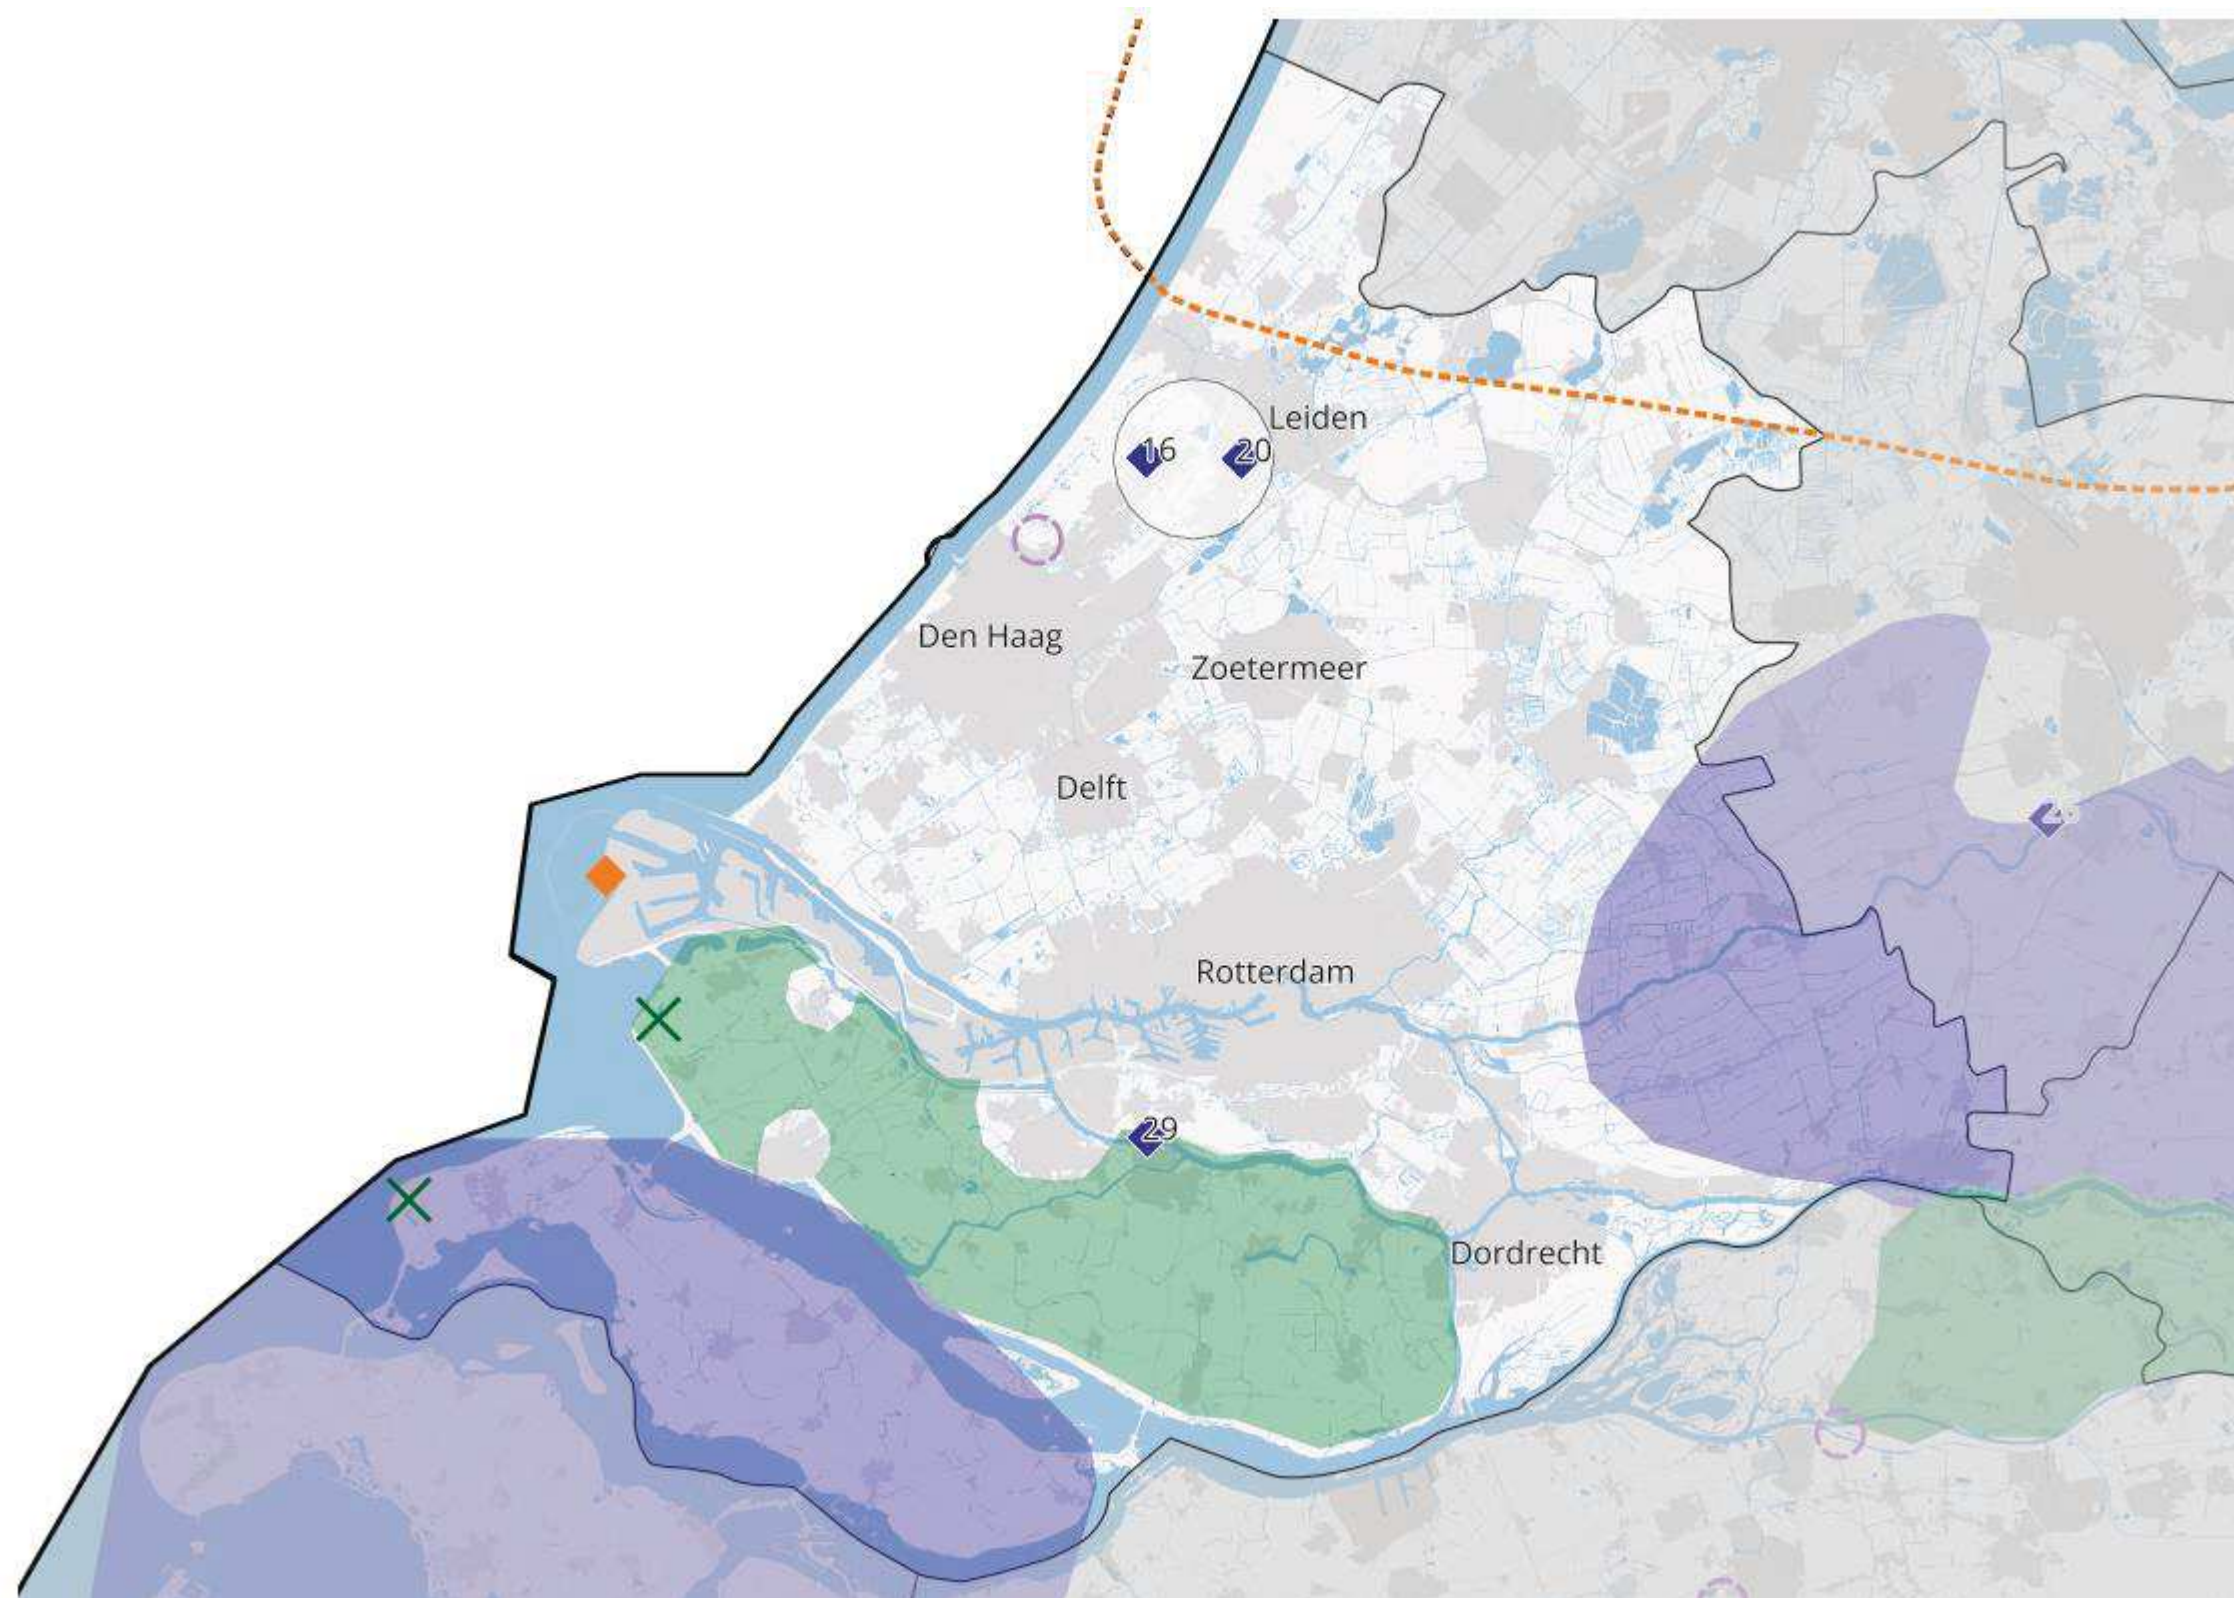 Leiden
16
20
Den Haag
Zoetermeer
Delft
Rotterdam
29
Dordrecht